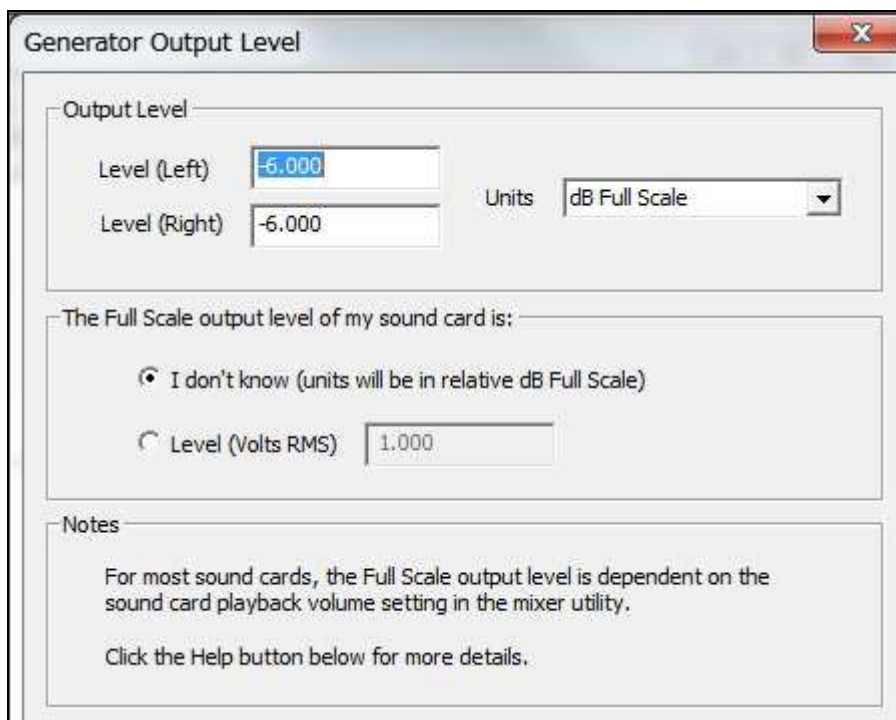 Generator Output Level
Output Level
Level (Left) -6.000
Units dB Full Scale
Level (Right) -6.000
The Full Scale output level of my sound card is:
I don't know (units will be in relative dB Full Scale)
Level (Volts RMS) 1.000
Notes
For most sound cards, the Full Scale output level is dependent on the
sound card playback volume setting in the mixer utility.
Click the Help button below for more details.